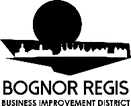 BOGNOR REGIS
BUSINESS IMPROVEMENT DISTRICT